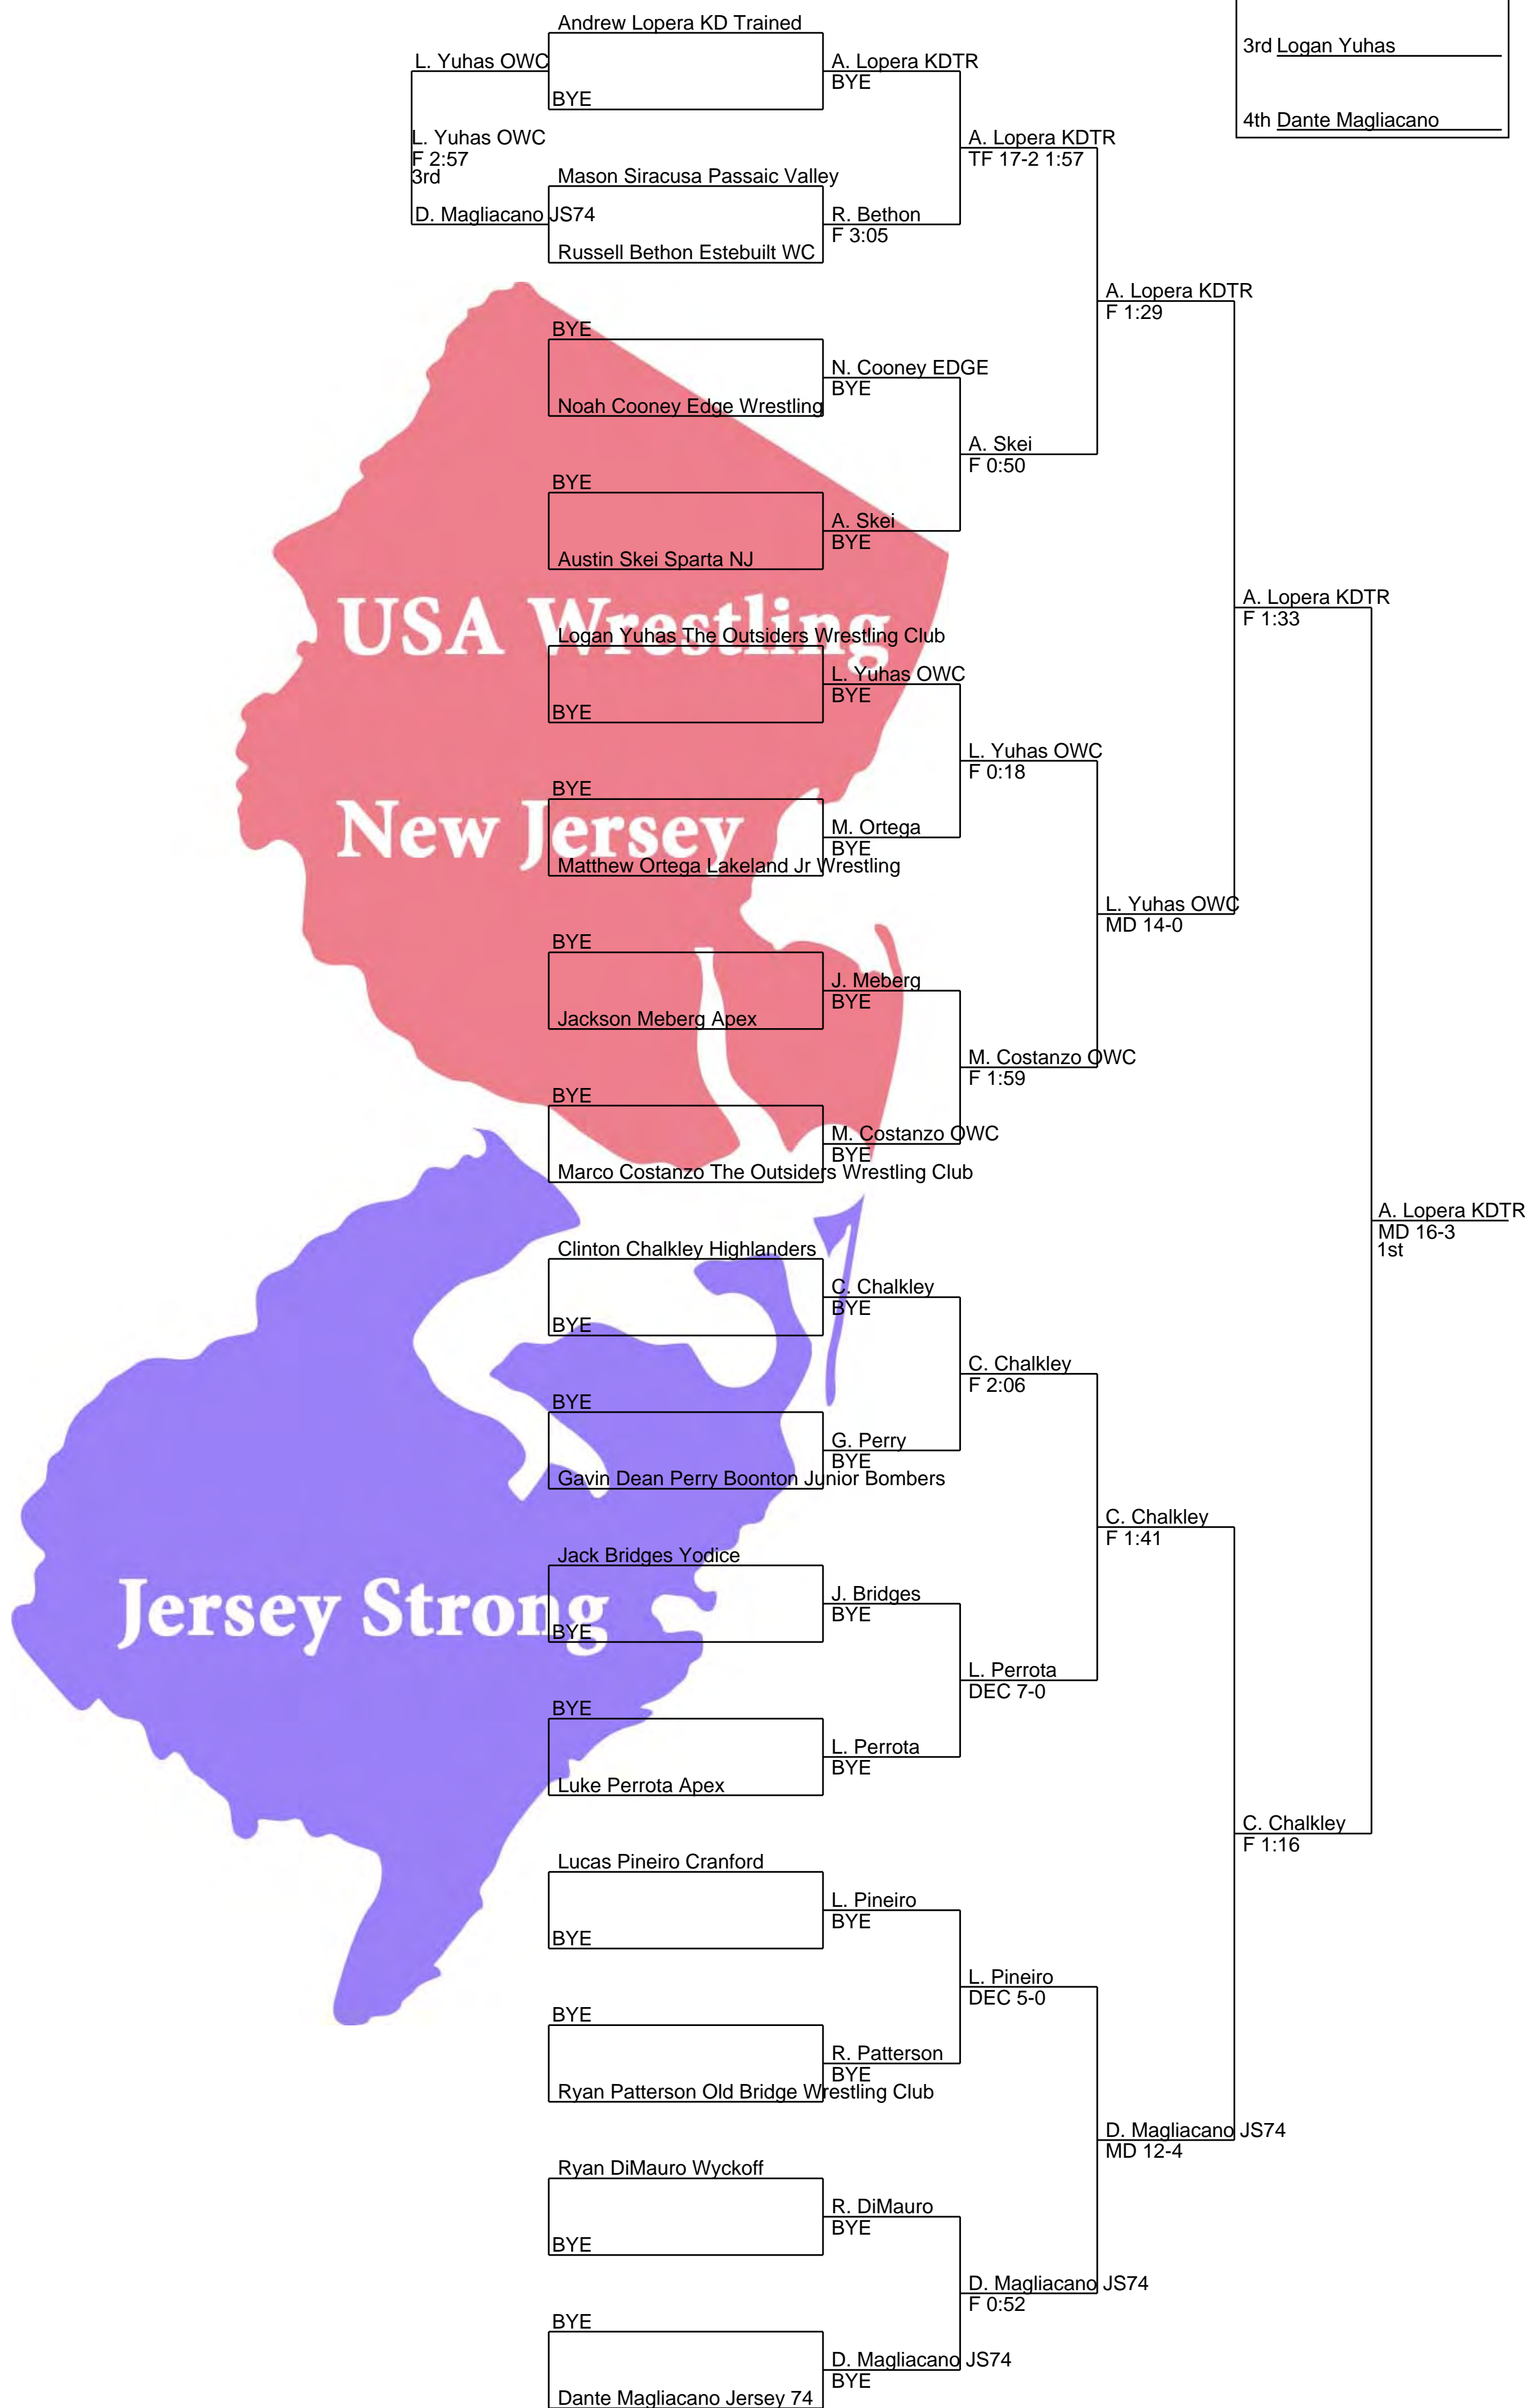 Andrew Lopera KD Trained
3rd Logan Yuhas
L. Yuhas OWC
A. Lopera KDTR
BYE
BYE
4th Dante Magliacano
L. Yuhas OWC
F 2:57
3rd
A. Lopera KDTR
TF 17-2 1:57
Mason Siracusa Passaic Valley
D. Magliacano JS74
R. Bethon
F 3:05
Russell Bethon Estebuilt WC
A. Lopera KDTR
F 1:29
BYE
N. Cooney EDGE
BYE
Noah Cooney Edge Wrestling
A. Skei
F 0:50
BYE
A. Skei
BYE
Austin Skei Sparta NJ
USA Wrestling
A. Lopera KDTR
F 1:33
Logan Yuhas The Outsiders Wrestling Club
L. Yuhas OWC
BYE
BYE
L. Yuhas OWC
F 0:18
BYE
New Jersey
M. Ortega
BYE
Matthew Ortega Lakeland Jr Wrestling
L. Yuhas OWC
MD 14-0
BYE
J. Meberg
BYE
Jackson Meberg Apex
M. Costanzo OWC
F 1:59
BYE
M. Costanzo OWC
BYE
Marco Costanzo The Outsiders Wrestling Club
A. Lopera KDTR
MD 16-3
1st
Clinton Chalkley Highlanders
C. Chalkley
BYE
BYE
C. Chalkley
F 2:06
BYE
G. Perry
BYE
Gavin Dean Perry Boonton Junior Bombers
C. Chalkley
F 1:41
Jack Bridges Yodice
J. Bridges
BYE
Jersey Strong
BYE
L. Perrota
DEC 7-0
BYE
L. Perrota
BYE
Luke Perrota Apex
C. Chalkley
F 1:16
Lucas Pineiro Cranford
L. Pineiro
BYE
BYE
L. Pineiro
DEC 5-0
BYE
R. Patterson
BYE
Ryan Patterson Old Bridge Wrestling Club
D. Magliacano JS74
MD 12-4
Ryan DiMauro Wyckoff
R. DiMauro
BYE
BYE
D. Magliacano JS74
F 0:52
BYE
D. Magliacano JS74
BYE
Dante Magliacano Jersey 74